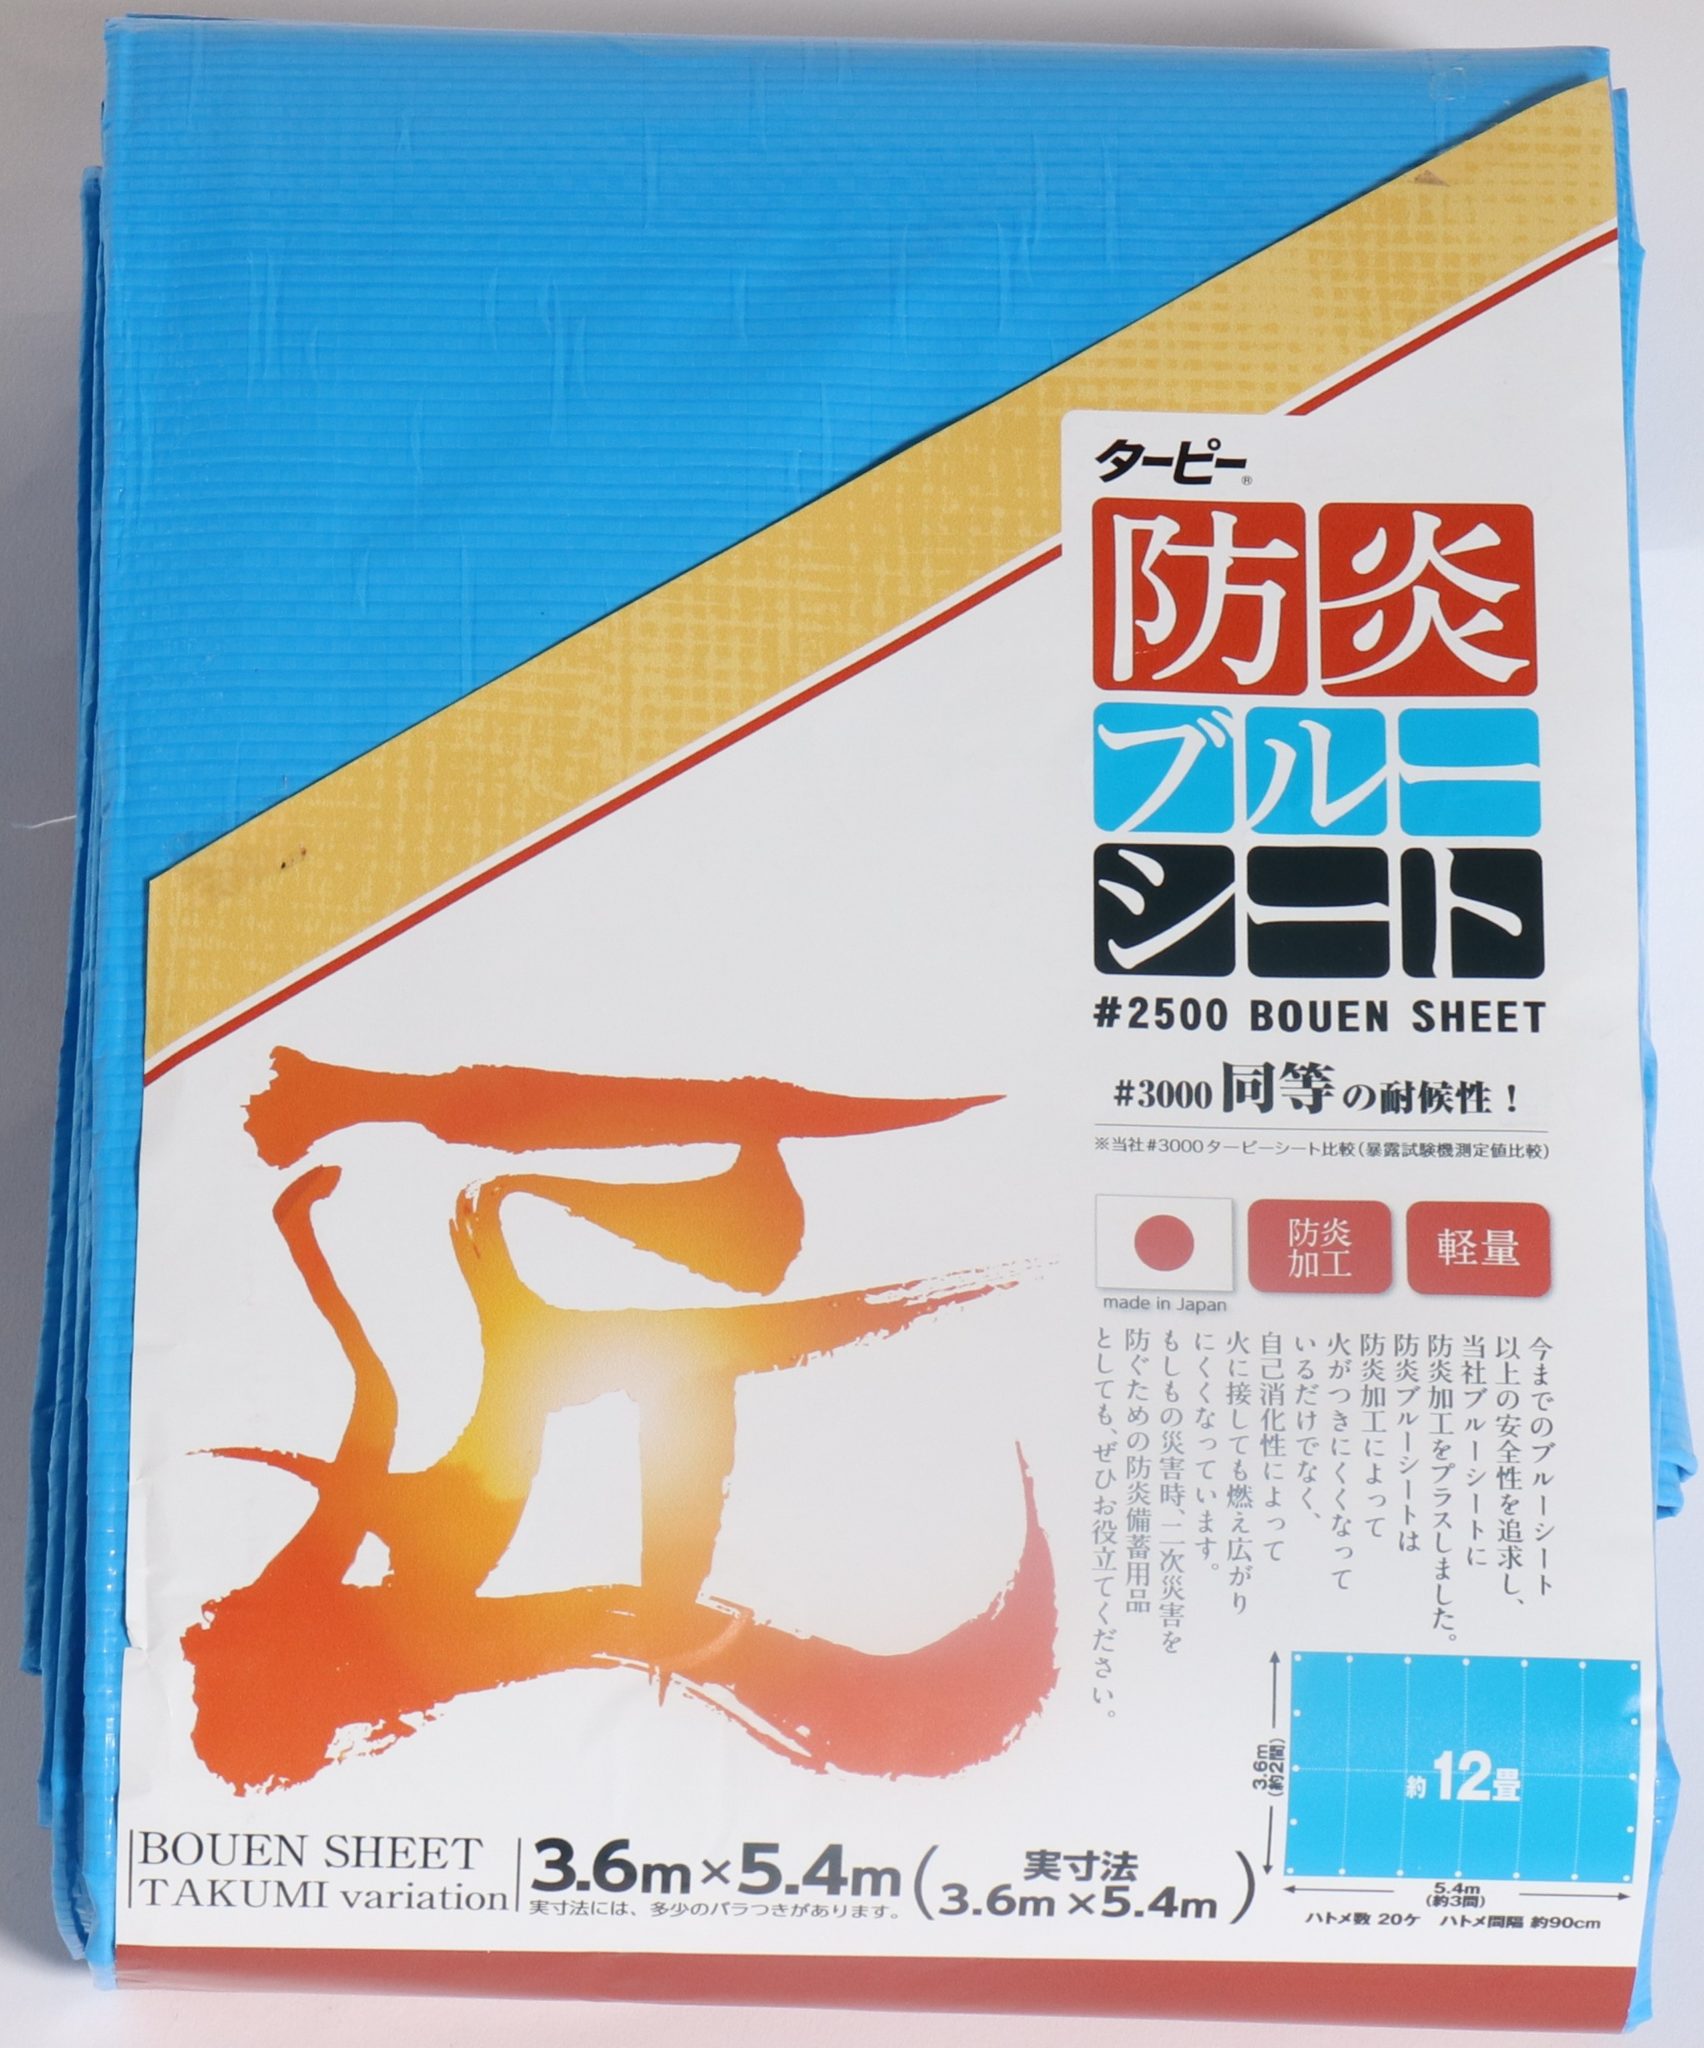 ターピー®
防炎
ブルー
シート
#2500 BOUEN SHEET
#3000同等の耐候性！
※当社#3000ターピーシート比較（暴露試験機測定値比較）
made in Japan
防炎
加工
軽量
今までのブルーシート
以上の安全性を追求し、
当社ブルーシートに
防炎加工をプラスしました。
防炎ブルーシートは
防炎加工によって
火がつきにくくなって
いるだけでなく、
自己消化性によって
火に接しても燃え広がり
にくくなっています。
もしもの災害時、二次災害を
防ぐための防炎備蓄用品
としても、ぜひお役立てください。
匠
BOUEN SHEET
TAKUMI variation
3.6m×5.4m
実寸法には、多少のバラつきがあります。
(実寸法
3.6m×5.4m)
3.6m
(約2間)
約12畳
5.4m
(約3間)
ハトメ数 20ケ ハトメ間隔 約90cm